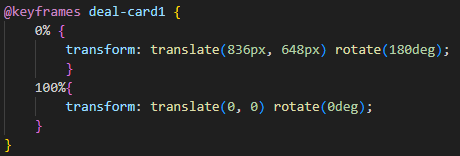 @keyframes deal-card1 {
    0% {
        transform: translate(836px, 648px) rotate(180deg);
        }
    100%{
        transform: translate(0, 0) rotate(0deg);
    }
}